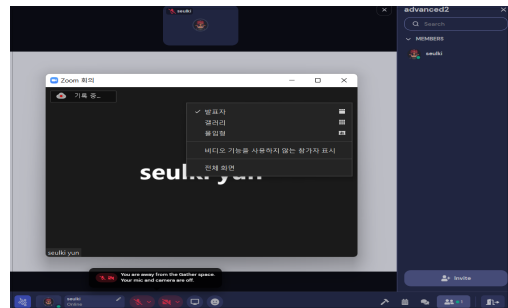 seulki
advanced2
Search
MEMBERS
seulki
Zoom 회의
기록 중...
발표자
갤러리
몰입형
비디오 기능을 사용하지 않는 참가자 표시
전체 화면
seulki yun
seulki yun
You are away from the Gather space.
Your mic and camera are off.
Invite
seulki
Online